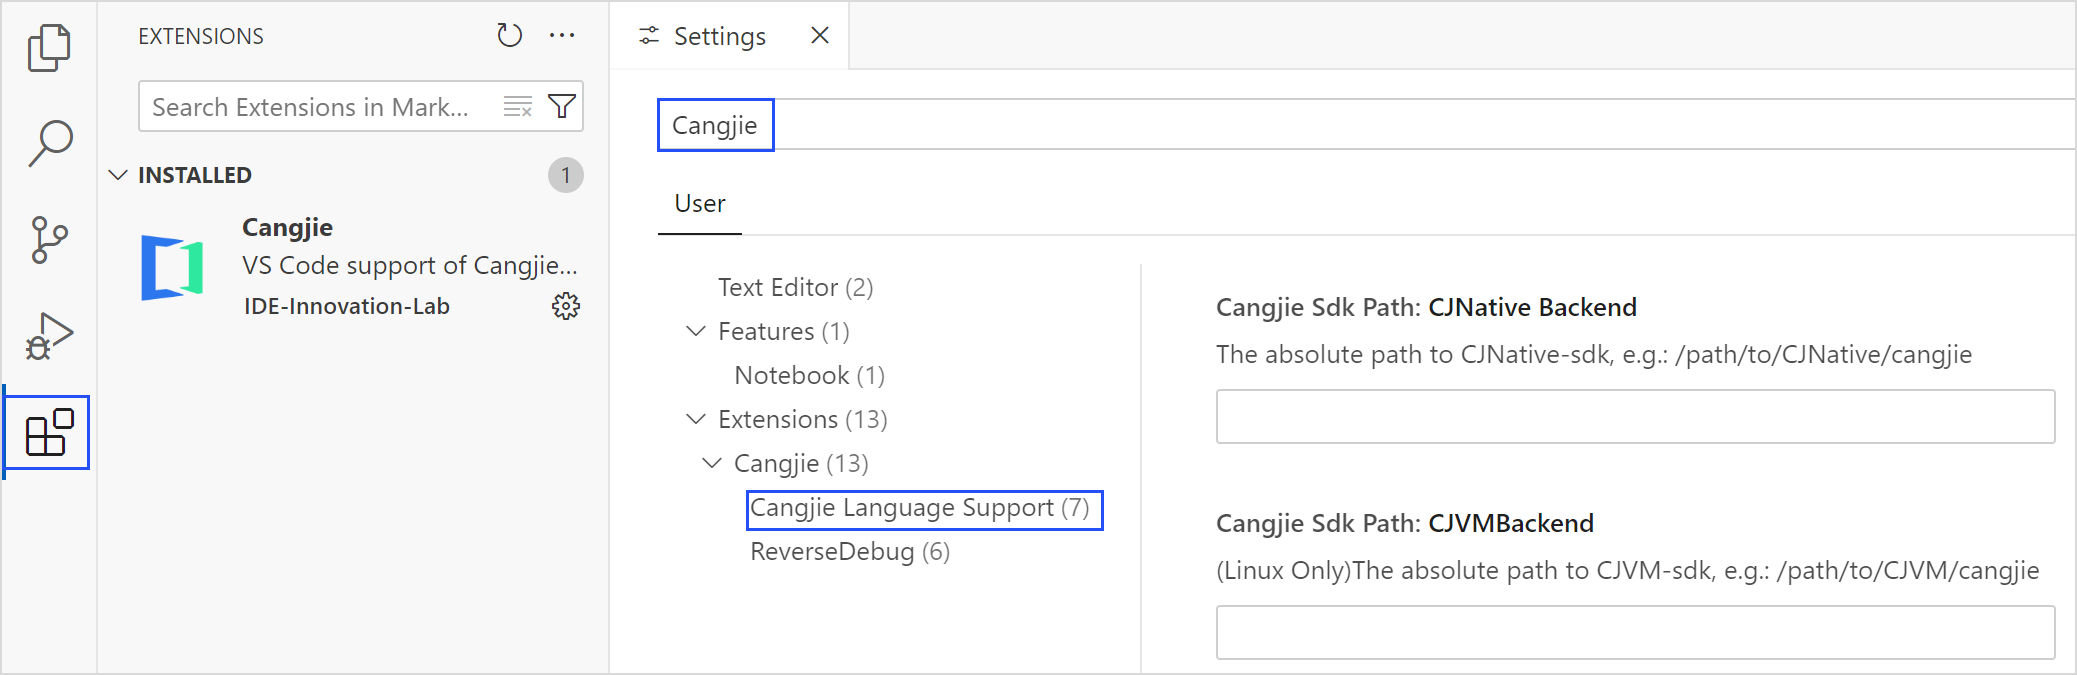 EXTENSIONS
Search Extensions in Mark...
INSTALLED
1
Cangjie
VS Code support of Cangjie...
IDE-Innovation-Lab
Settings
Cangjie
User
Text Editor (2)
Features (1)
Notebook (1)
Extensions (13)
Cangjie (13)
Cangjie Language Support (7)
ReverseDebug (6)
Cangjie Sdk Path: CJNative Backend
The absolute path to CJNative-sdk, e.g.: /path/to/CJNative/cangjie
Cangjie Sdk Path: CJVMBackend
(Linux Only)The absolute path to CJVM-sdk, e.g.: /path/to/CJVM/cangjie